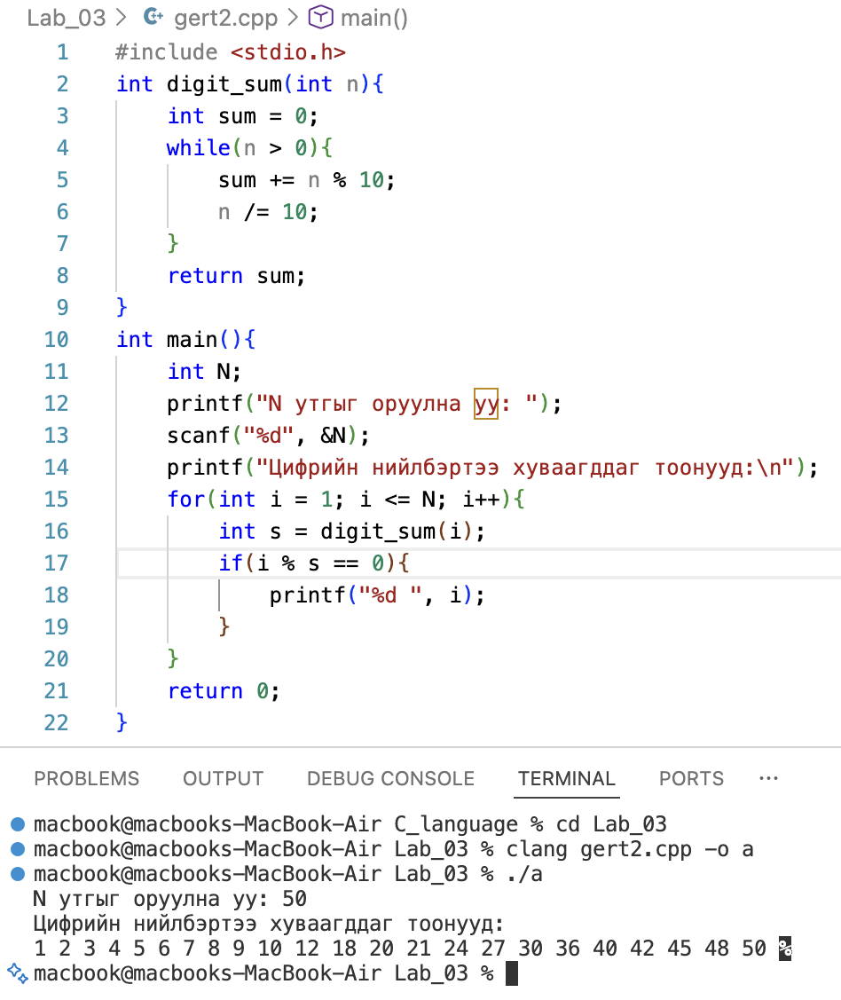 Lab_03 > gert2.cpp > main()
1 #include <stdio.h>
2 int digit_sum(int n){
3     int sum = 0;
4     while(n > 0){
5         sum += n % 10;
6         n /= 10;
7     }
8     return sum;
9 }
10 int main(){
11     int N;
12     printf("N утгыг оруулна уу: ");
13     scanf("%d", &N);
14     printf("Цифрийн нийлбэртээ хуваагддаг тоонууд:\n");
15     for(int i = 1; i <= N; i++){
16         int s = digit_sum(i);
17         if(i % s == 0){
18             printf("%d ", i);
19         }
20     }
21     return 0;
22 }
PROBLEMS OUTPUT DEBUG CONSOLE TERMINAL PORTS ···
macbook@macbooks-MacBook-Air C_language % cd Lab_03
macbook@macbooks-MacBook-Air Lab_03 % clang gert2.cpp -o a
macbook@macbooks-MacBook-Air Lab_03 % ./a
N утгыг оруулна уу: 50
Цифрийн нийлбэртээ хуваагддаг тоонууд:
1 2 3 4 5 6 7 8 9 10 12 18 20 21 24 27 30 36 40 42 45 48 50 %
macbook@macbooks-MacBook-Air Lab_03 %